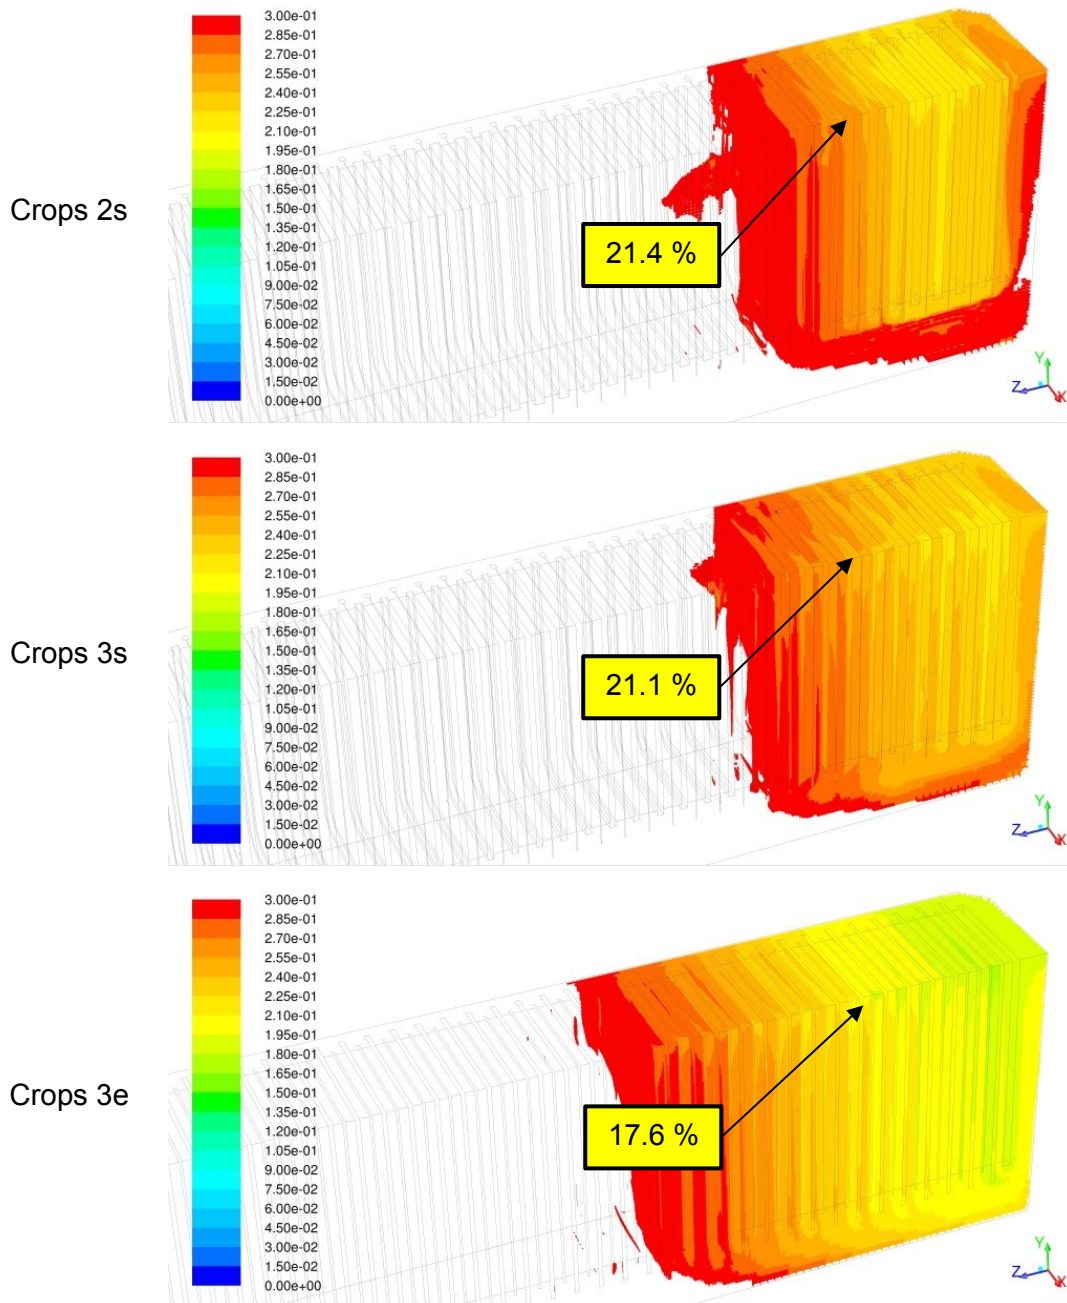 3.00e-01
2.85e-01
2.70e-01
2.55e-01
2.40e-01
2.25e-01
2.10e-01
1.95e-01
1.80e-01
1.65e-01
1.50e-01
1.35e-01
1.20e-01
1.05e-01
9.00e-02
7.50e-02
6.00e-02
4.50e-02
3.00e-02
1.50e-02
0.00e+00
Crops 2s
21.4 %
Y
Z
X
3.00e-01
2.85e-01
2.70e-01
2.55e-01
2.40e-01
2.25e-01
2.10e-01
1.95e-01
1.80e-01
1.65e-01
1.50e-01
1.35e-01
1.20e-01
1.05e-01
9.00e-02
7.50e-02
6.00e-02
4.50e-02
3.00e-02
1.50e-02
0.00e+00
Crops 3s
21.1 %
Y
Z
X
3.00e-01
2.85e-01
2.70e-01
2.55e-01
2.40e-01
2.25e-01
2.10e-01
1.95e-01
1.80e-01
1.65e-01
1.50e-01
1.35e-01
1.20e-01
1.05e-01
9.00e-02
7.50e-02
6.00e-02
4.50e-02
3.00e-02
1.50e-02
0.00e+00
Crops 3e
17.6 %
Y
Z
X